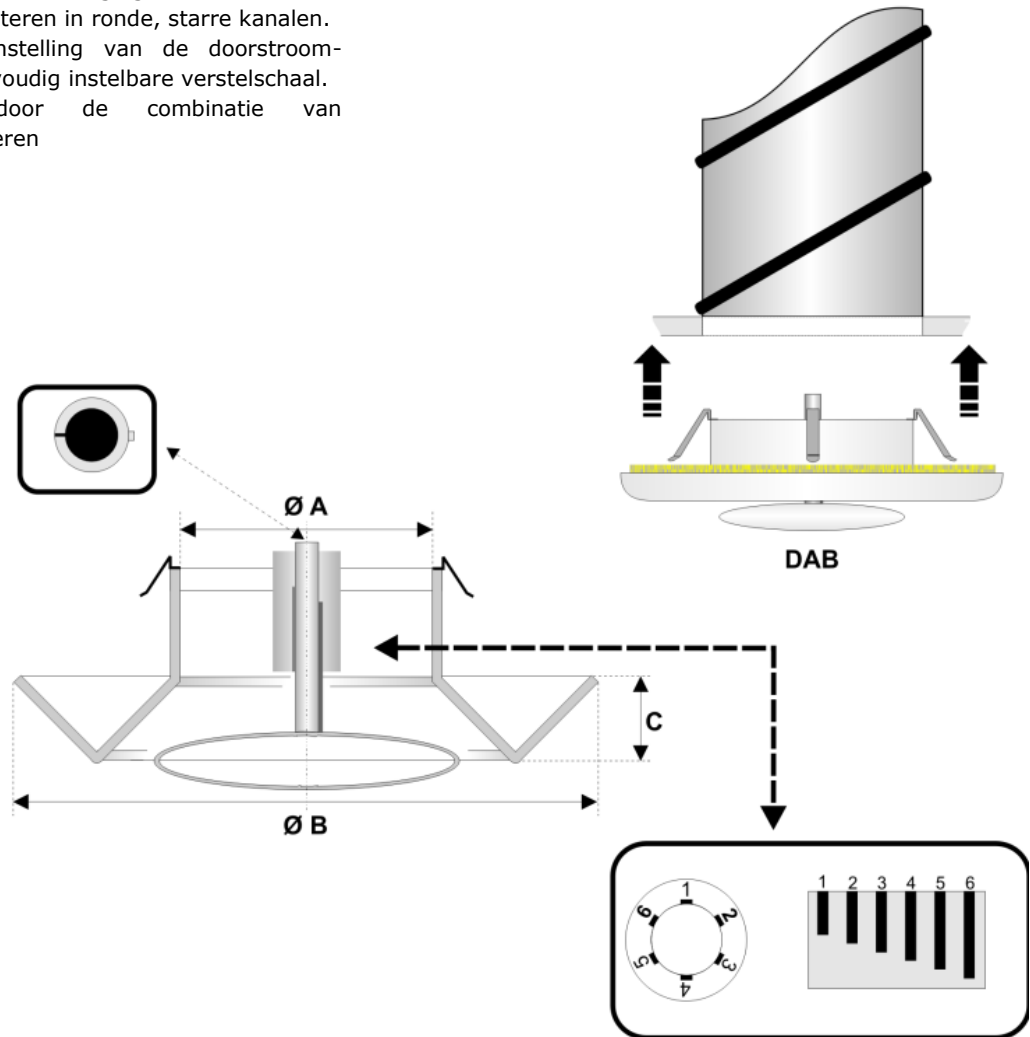 teren in ronde, starre kanalen.
nstelling van de doorstroom-
voudig instelbare verstelschaal.
door de combinatie van
eren
DAB
Ø A
C
Ø B
1
2
3
4
5
6
1 2 3 4 5 6